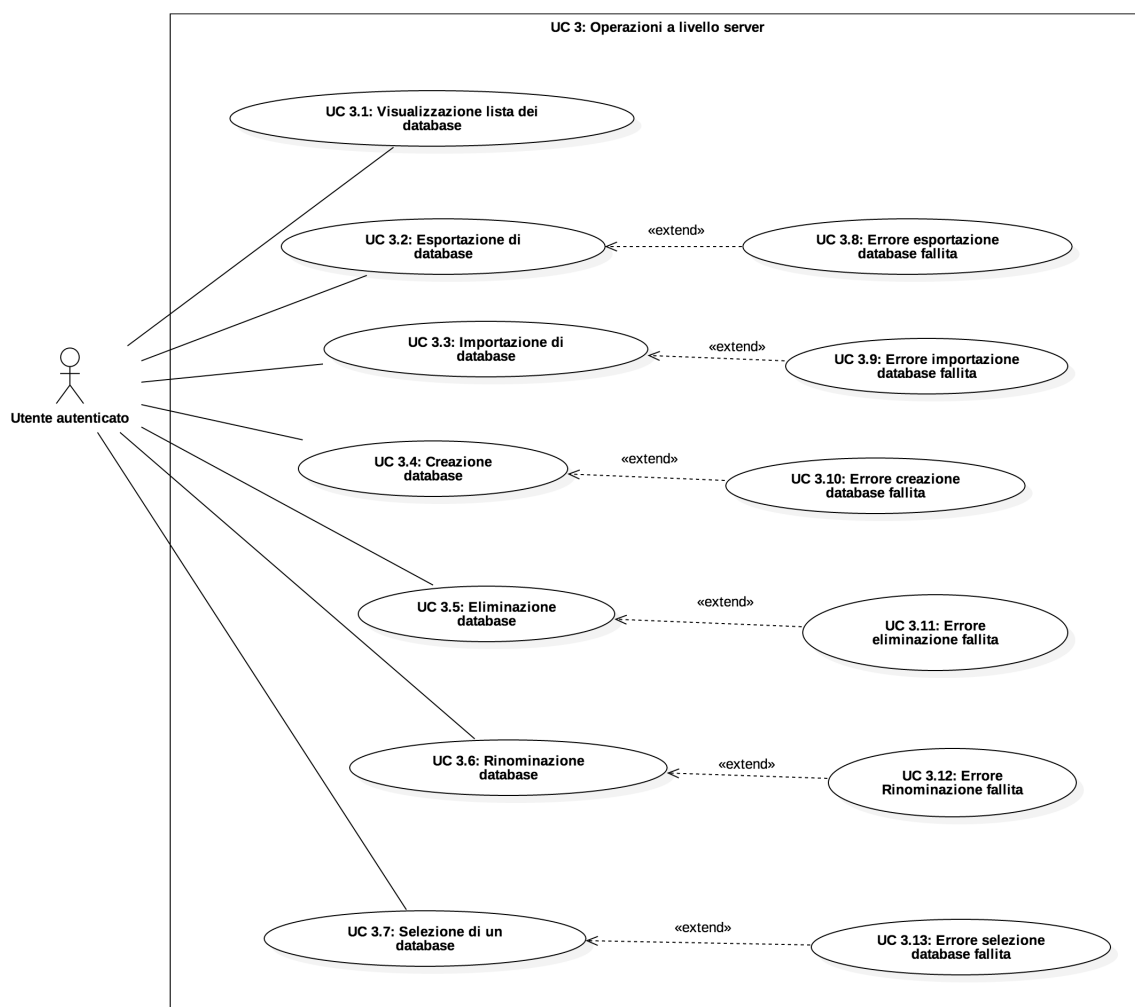 UC 3: Operazioni a livello server
UC 3.1: Visualizzazione lista dei
database
UC 3.2: Esportazione di
database
«extend»
UC 3.8: Errore esportazione
database fallita
UC 3.3: Importazione di
database
«extend»
UC 3.9: Errore importazione
database fallita
Utente autenticato
UC 3.4: Creazione
database
«extend»
UC 3.10: Errore creazione
database fallita
UC 3.5: Eliminazione
database
«extend»
UC 3.11: Errore
eliminazione fallita
UC 3.6: Rinominazione
database
«extend»
UC 3.12: Errore
Rinominazione fallita
UC 3.7: Selezione di un
database
«extend»
UC 3.13: Errore selezione
database fallita